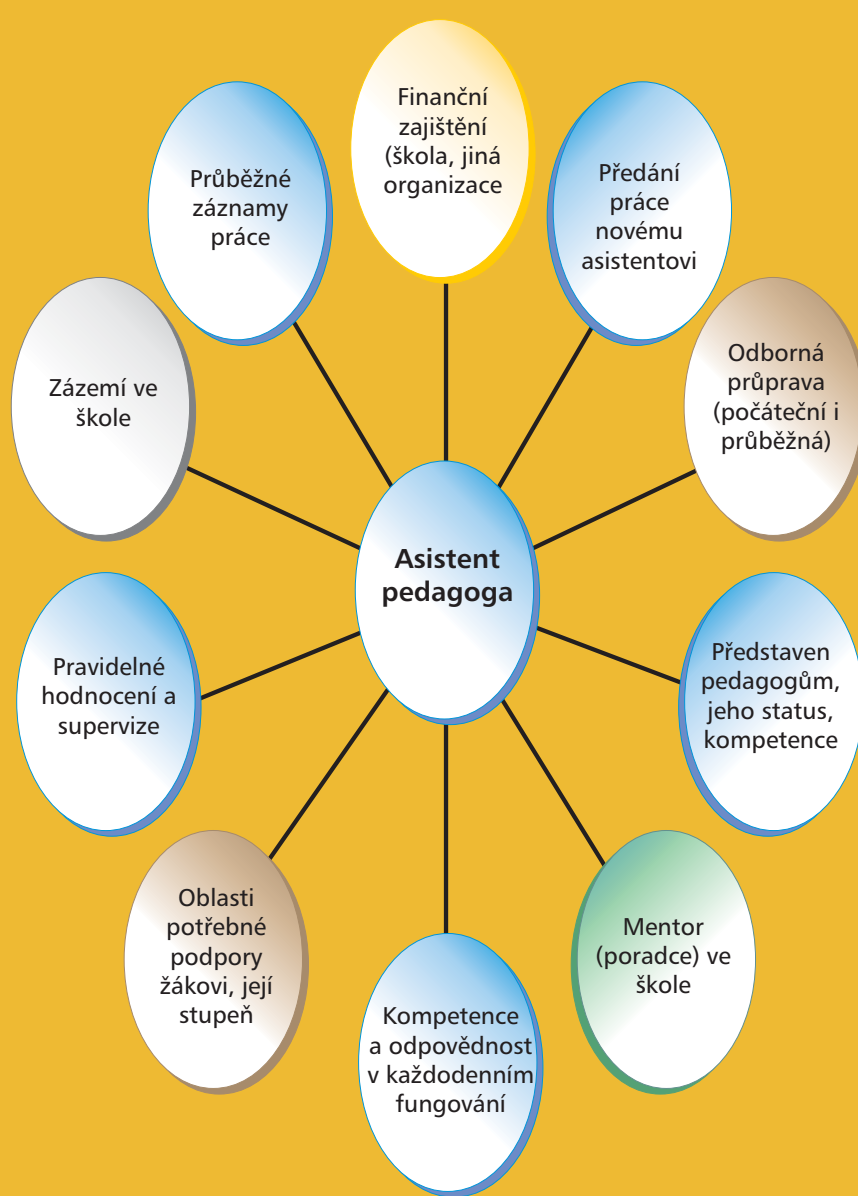 Finanční
zajištění
(škola, jiná
organizace
Průběžné
záznamy
práce
Předání
práce
novému
asistentovi
Zázemí ve
škole
Odborná
průprava
(počáteční i
průběžná)
Asistent
pedagoga
Pravidelné
hodnocení a
supervize
Představen
pedagogům,
jeho status,
kompetence
Oblasti
potřebné
podpory
žákovi, její
stupeň
Mentor
(poradce) ve
škole
Kompetence
a odpovědnost
v každodenním
fungování